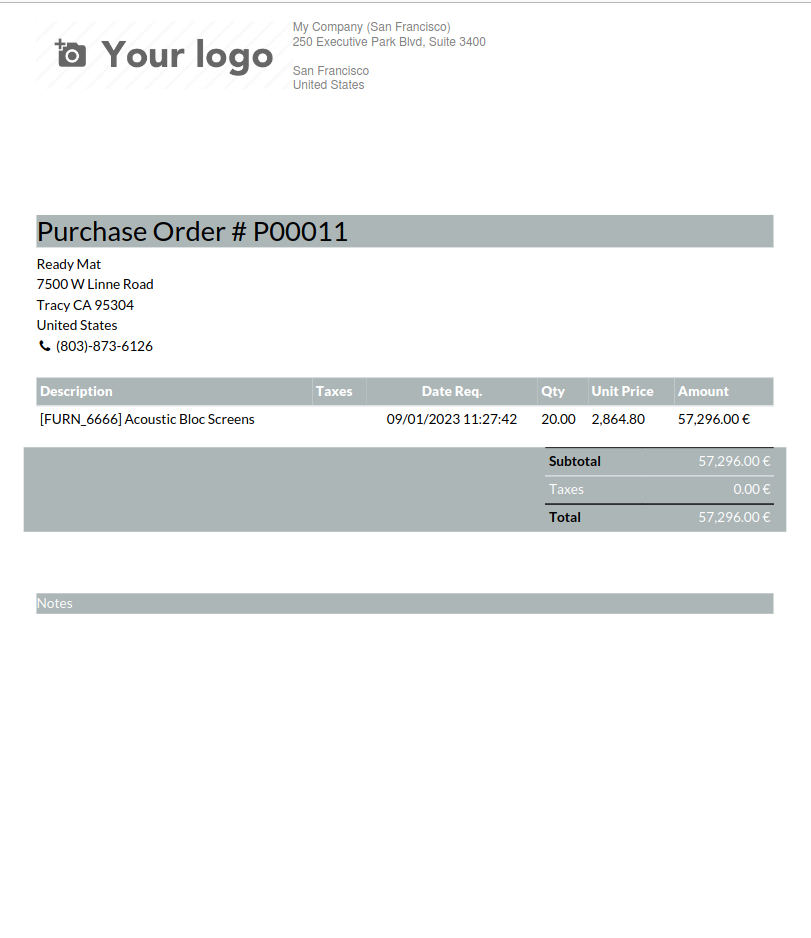 Your logo
My Company (San Francisco)
250 Executive Park Blvd, Suite 3400
San Francisco
United States
Purchase Order # P00011
Ready Mat
7500 W Linne Road
Tracy CA 95304
United States
(803)-873-6126
Description Taxes Date Req. Qty Unit Price Amount
[FURN_6666] Acoustic Bloc Screens 09/01/2023 11:27:42 20.00 2,864.80 57,296.00 €
Subtotal 57,296.00 €
Taxes 0.00 €
Total 57,296.00 €
Notes